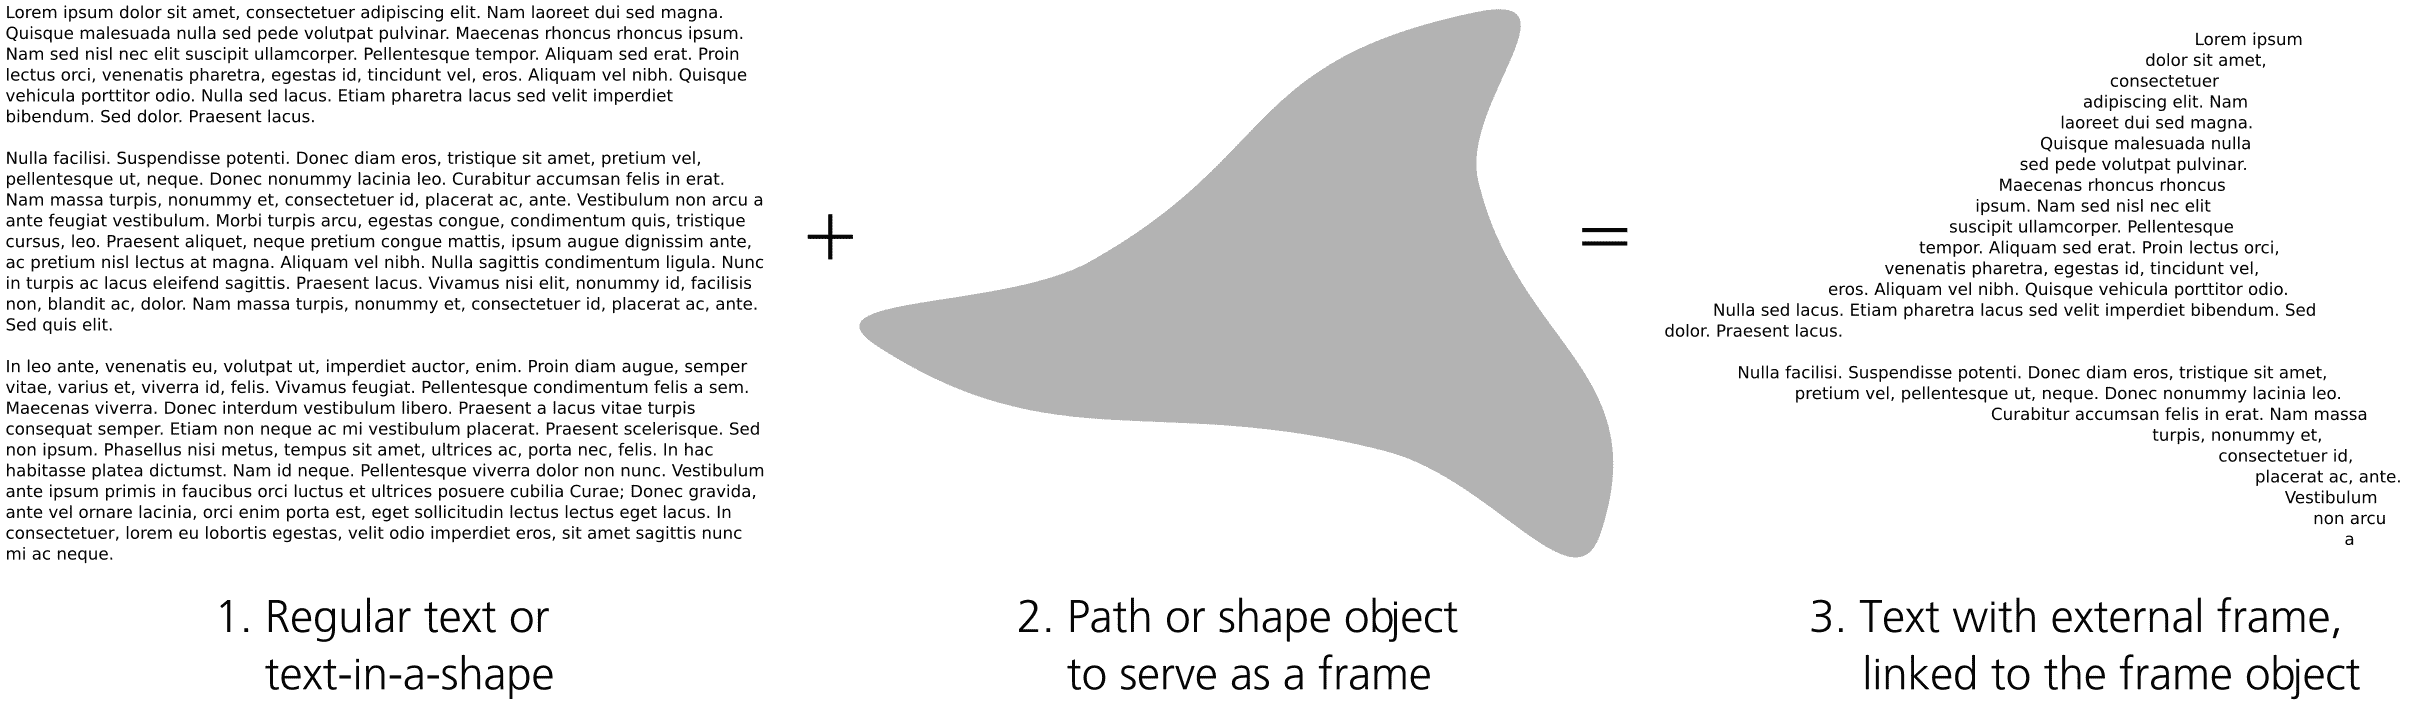 Lorem ipsum dolor sit amet, consectetuer adipiscing elit. Nam laoreet dui sed magna.
Quisque malesuada nulla sed pede volutpat pulvinar. Maecenas rhoncus rhoncus ipsum.
Nam sed nisl nec elit suscipit ullamcorper. Pellentesque tempor. Aliquam sed erat. Proin
lectus orci, venenatis pharetra, egestas id, tincidunt vel, eros. Aliquam vel nibh. Quisque
vehicula porttitor odio. Nulla sed lacus. Etiam pharetra lacus sed velit imperdiet
bibendum. Sed dolor. Praesent lacus.
Nulla facilisi. Suspendisse potenti. Donec diam eros, tristique sit amet, pretium vel,
pellentesque ut, neque. Donec nonummy lacinia leo. Curabitur accumsan felis in erat.
Nam massa turpis, nonummy et, consectetuer id, placerat ac, ante. Vestibulum non arcu a
ante feugiat vestibulum. Morbi turpis arcu, egestas congue, condimentum quis, tristique
cursus, leo. Praesent aliquet, neque pretium congue mattis, ipsum augue dignissim ante,
ac pretium nisl lectus at magna. Aliquam vel nibh. Nulla sagittis condimentum ligula. Nunc
in turpis ac lacus eleifend sagittis. Praesent lacus. Vivamus nisi elit, nonummy id, facilisis
non, blandit ac, dolor. Nam massa turpis, nonummy et, consectetuer id, placerat ac, ante.
Sed quis elit.
In leo ante, venenatis eu, volutpat ut, imperdiet auctor, enim. Proin diam augue, semper
vitae, varius et, viverra id, felis. Vivamus feugiat. Pellentesque condimentum felis a sem.
Maecenas viverra. Donec interdum vestibulum libero. Praesent a lacus vitae turpis
consequat semper. Etiam non neque ac mi vestibulum placerat. Praesent scelerisque. Sed
non ipsum. Phasellus nisi metus, tempus sit amet, ultrices ac, porta nec, felis. In hac
habitasse platea dictumst. Nam id neque. Pellentesque viverra dolor non nunc. Vestibulum
ante ipsum primis in faucibus orci luctus et ultrices posuere cubilia Curae; Donec gravida,
ante vel ornare lacinia, orci enim porta est, eget sollicitudin lectus lectus eget lacus. In
consectetuer, lorem eu lobortis egestas, velit odio imperdiet eros, sit amet sagittis nunc
mi ac neque.
1. Regular text or
text-in-a-shape
+
2. Path or shape object
to serve as a frame
=
Lorem ipsum
dolor sit amet,
consectetuer
adipiscing elit. Nam
laoreet dui sed magna.
Quisque malesuada nulla
sed pede volutpat pulvinar.
Maecenas rhoncus rhoncus
ipsum. Nam sed nisl nec elit
suscipit ullamcorper. Pellentesque
tempor. Aliquam sed erat. Proin lectus orci,
venenatis pharetra, egestas id, tincidunt vel,
eros. Aliquam vel nibh. Quisque vehicula porttitor odio.
Nulla sed lacus. Etiam pharetra lacus sed velit imperdiet bibendum. Sed
dolor. Praesent lacus.
Nulla facilisi. Suspendisse potenti. Donec diam eros, tristique sit amet,
pretium vel, pellentesque ut, neque. Donec nonummy lacinia leo.
Curabitur accumsan felis in erat. Nam massa
turpis, nonummy et,
consectetuer id,
placerat ac, ante.
Vestibulum
non arcu
a
3. Text with external frame,
linked to the frame object